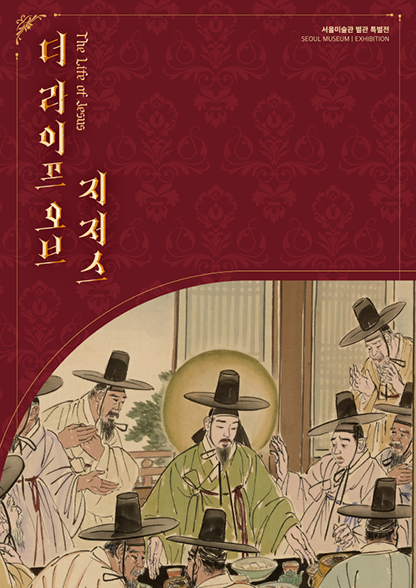 서울미술관 별관 특별전
SEOUL MUSEUM | EXHIBITION
The Life of Jesus
더 라이프 오브
지저스